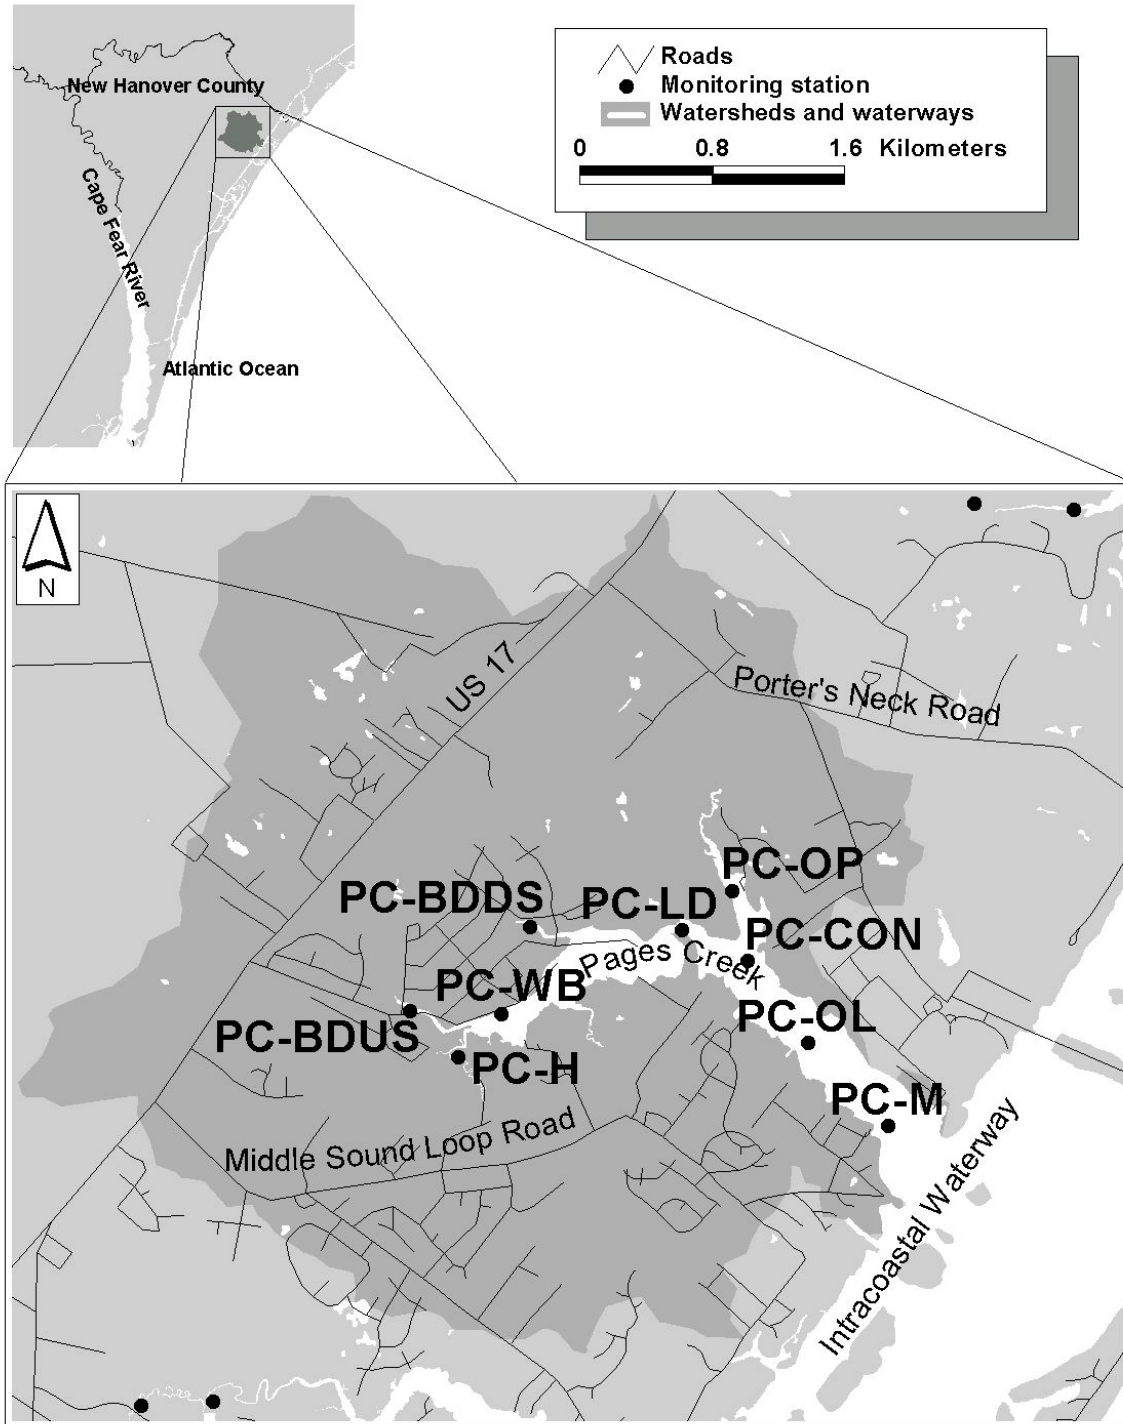 New Hanover County
Cape Fear River
Atlantic Ocean
Roads
Monitoring station
Watersheds and waterways
0 0.8 1.6 Kilometers
N
US 17
Porter's Neck Road
PC-OP
PC-BDDS
PC-LD
PC-CON
Pages Creek
PC-WB
PC-OL
PC-BDUS
PC-H
PC-M
Middle Sound Loop Road
Intracoastal Waterway